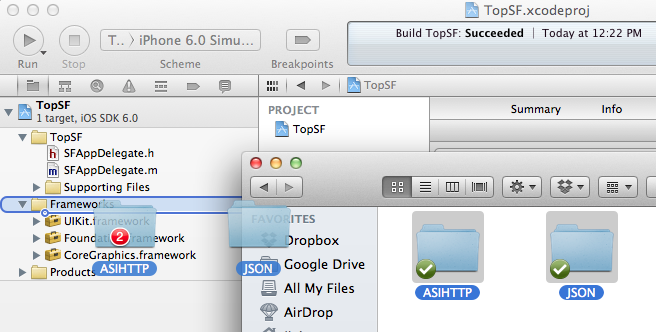 TopSF.xcodeproj
Run
Stop
T... iPhone 6.0 Simu...
Scheme
Breakpoints
Build TopSF: Succeeded
Today at 12:22 PM
TopSF
TopSF
1 target, iOS SDK 6.0
PROJECT
TopSF
Summary
Info
TopSF
SFAppDelegate.h
SFAppDelegate.m
Supporting Files
Frameworks
UIKit.framework
Foundation.framework
CoreGraphics.framework
Products
2
ASIHTTP
JSON
FAVORITES
Dropbox
Google Drive
All My Files
AirDrop
ASIHTTP
JSON